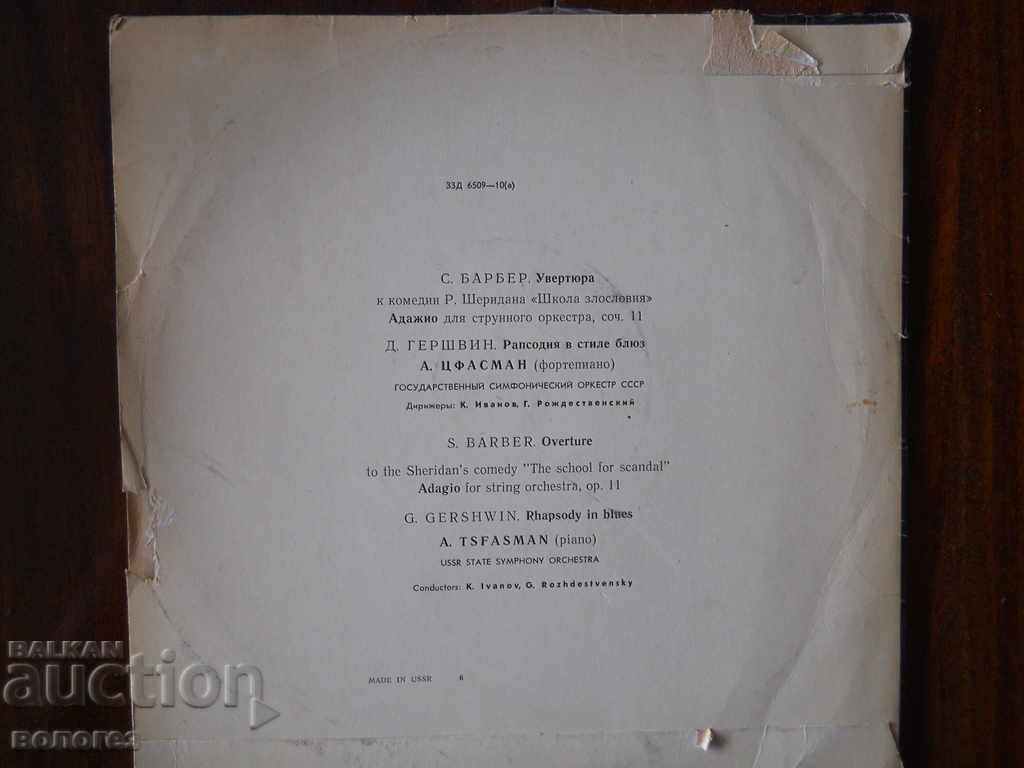 33Д 6509—10(а)
С. БАРБЕР. Увертюра
к комедии Р. Шеридана «Школа злословия»
Адажио для струнного оркестра, соч. 11
Д. ГЕРШВИН. Рапсодия в стиле блюз
А. ЦФАСМАН (фортепиано)
ГОСУДАРСТВЕННЫЙ СИМФОНИЧЕСКИЙ ОРКЕСТР СССР
Дирижеры: К. Иванов, Г. Рождественский
S. BARBER. Overture
to the Sheridan's comedy "The school for scandal"
Adagio for string orchestra, op. 11
G. GERSHWIN. Rhapsody in blues
A. TSFASMAN (piano)
USSR STATE SYMPHONY ORCHESTRA
Conductors: K. Ivanov, G. Rozhdestvensky
MADE IN USSR 6
BALKAN
auction
Bonores